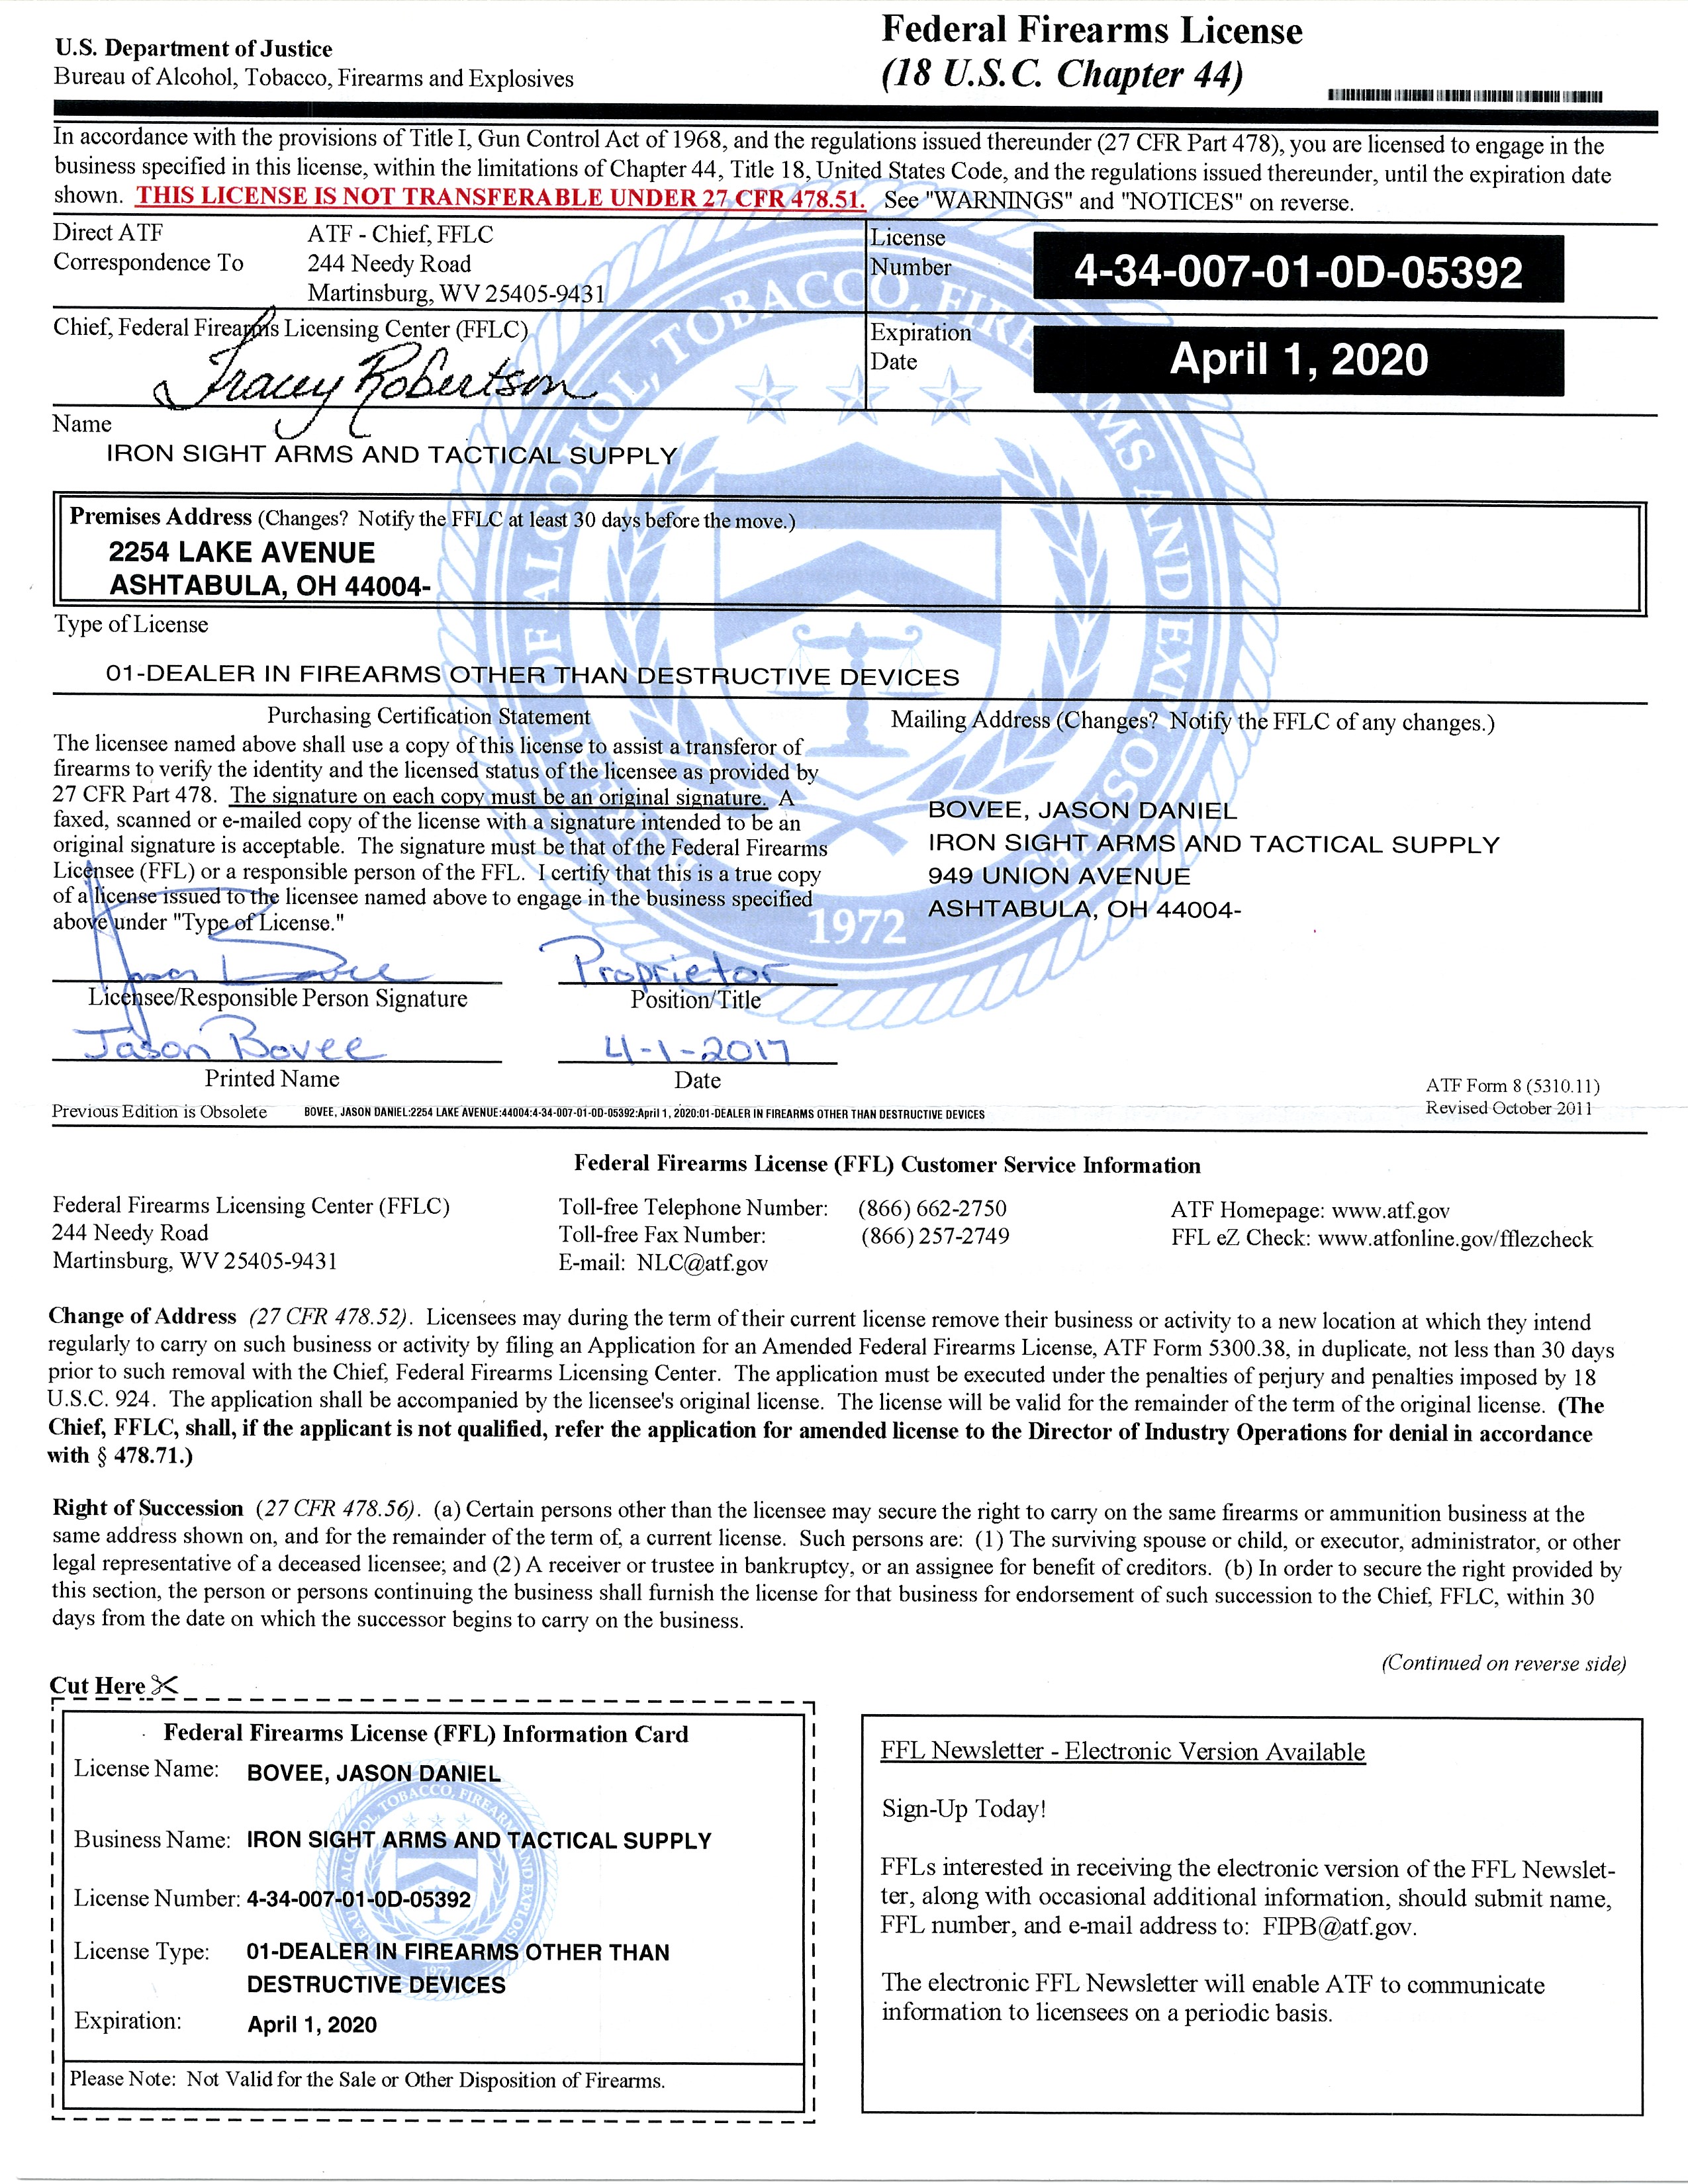 U.S. Department of Justice
Bureau of Alcohol, Tobacco, Firearms and Explosives
Federal Firearms License
(18 U.S.C. Chapter 44)
In accordance with the provisions of Title I, Gun Control Act of 1968, and the regulations issued thereunder (27 CFR Part 478), you are licensed to engage in the
business specified in this license, within the limitations of Chapter 44, Title 18, United States Code, and the regulations issued thereunder, until the expiration date
shown. THIS LICENSE IS NOT TRANSFERABLE UNDER 27 CFR 478.51. See "WARNINGS" and "NOTICES" on reverse.
Direct ATF
Correspondence To
ATF - Chief, FFLC
244 Needy Road
Martinsburg, WV 25405-9431
License
Number
4-34-007-01-0D-05392
Chief, Federal Firearms Licensing Center (FFLC)
Tracey Robertson
Expiration
Date
April 1, 2020
Name
IRON SIGHT ARMS AND TACTICAL SUPPLY
Premises Address (Changes? Notify the FFLC at least 30 days before the move.)
2254 LAKE AVENUE
ASHTABULA, OH 44004-
Type of License
01-DEALER IN FIREARMS OTHER THAN DESTRUCTIVE DEVICES
Purchasing Certification Statement
The licensee named above shall use a copy of this license to assist a transferor of
firearms to verify the identity and the licensed status of the licensee as provided by
27 CFR Part 478. The signature on each copy must be an original signature. A
faxed, scanned or e-mailed copy of the license with a signature intended to be an
original signature is acceptable. The signature must be that of the Federal Firearms
Licensee (FFL) or a responsible person of the FFL. I certify that this is a true copy
of a license issued to the licensee named above to engage in the business specified
above under "Type of License."
Mailing Address (Changes? Notify the FFLC of any changes.)
BOVEE, JASON DANIEL
IRON SIGHT ARMS AND TACTICAL SUPPLY
949 UNION AVENUE
ASHTABULA, OH 44004-
1972
Jason Bovee
Proprietor
Licensee/Responsible Person Signature
Position/Title
Jason Bovee
4-1-2017
Printed Name
Date
ATF Form 8 (5310.11)
Revised October 2011
Previous Edition is Obsolete
BOVEE, JASON DANIEL:2254 LAKE AVENUE:44004:4-34-007-01-0D-05392:April 1, 2020:01-DEALER IN FIREARMS OTHER THAN DESTRUCTIVE DEVICES
Federal Firearms License (FFL) Customer Service Information
Federal Firearms Licensing Center (FFLC)
244 Needy Road
Martinsburg, WV 25405-9431
Toll-free Telephone Number: (866) 662-2750
Toll-free Fax Number: (866) 257-2749
E-mail: NLC@atf.gov
ATF Homepage: www.atf.gov
FFL eZ Check: www.atfonline.gov/fflezcheck
Change of Address (27 CFR 478.52). Licensees may during the term of their current license remove their business or activity to a new location at which they intend
regularly to carry on such business or activity by filing an Application for an Amended Federal Firearms License, ATF Form 5300.38, in duplicate, not less than 30 days
prior to such removal with the Chief, Federal Firearms Licensing Center. The application must be executed under the penalties of perjury and penalties imposed by 18
U.S.C. 924. The application shall be accompanied by the licensee's original license. The license will be valid for the remainder of the term of the original license. (The
Chief, FFLC, shall, if the applicant is not qualified, refer the application for amended license to the Director of Industry Operations for denial in accordance
with § 478.71.)
Right of Succession (27 CFR 478.56). (a) Certain persons other than the licensee may secure the right to carry on the same firearms or ammunition business at the
same address shown on, and for the remainder of the term of, a current license. Such persons are: (1) The surviving spouse or child, or executor, administrator, or other
legal representative of a deceased licensee; and (2) A receiver or trustee in bankruptcy, or an assignee for benefit of creditors. (b) In order to secure the right provided by
this section, the person or persons continuing the business shall furnish the license for that business for endorsement of such succession to the Chief, FFLC, within 30
days from the date on which the successor begins to carry on the business.
(Continued on reverse side)
Cut Here
Federal Firearms License (FFL) Information Card
License Name: BOVEE, JASON DANIEL
Business Name: IRON SIGHT ARMS AND TACTICAL SUPPLY
License Number: 4-34-007-01-0D-05392
License Type: 01-DEALER IN FIREARMS OTHER THAN
DESTRUCTIVE DEVICES
1972
Expiration: April 1, 2020
Please Note: Not Valid for the Sale or Other Disposition of Firearms.
FFL Newsletter - Electronic Version Available
Sign-Up Today!
FFLs interested in receiving the electronic version of the FFL Newslet-
ter, along with occasional additional information, should submit name,
FFL number, and e-mail address to: FIPB@atf.gov.
The electronic FFL Newsletter will enable ATF to communicate
information to licensees on a periodic basis.